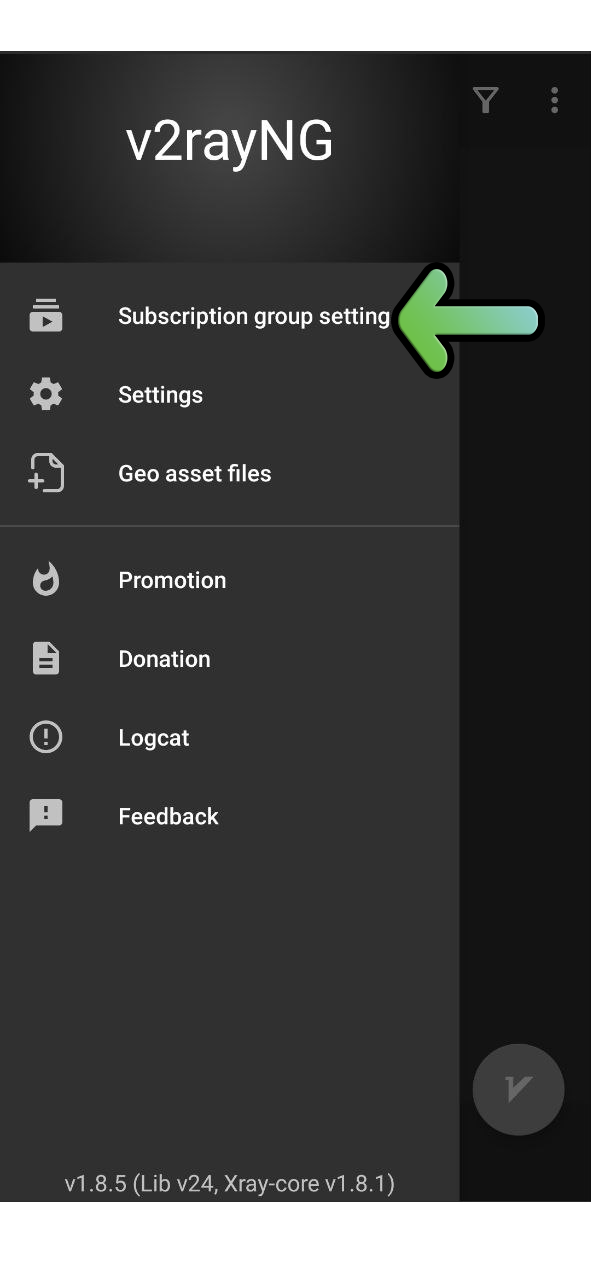 v2rayNG
Subscription group setting
Settings
Geo asset files
Promotion
Donation
Logcat
Feedback
v1.8.5 (Lib v24, Xray-core v1.8.1)